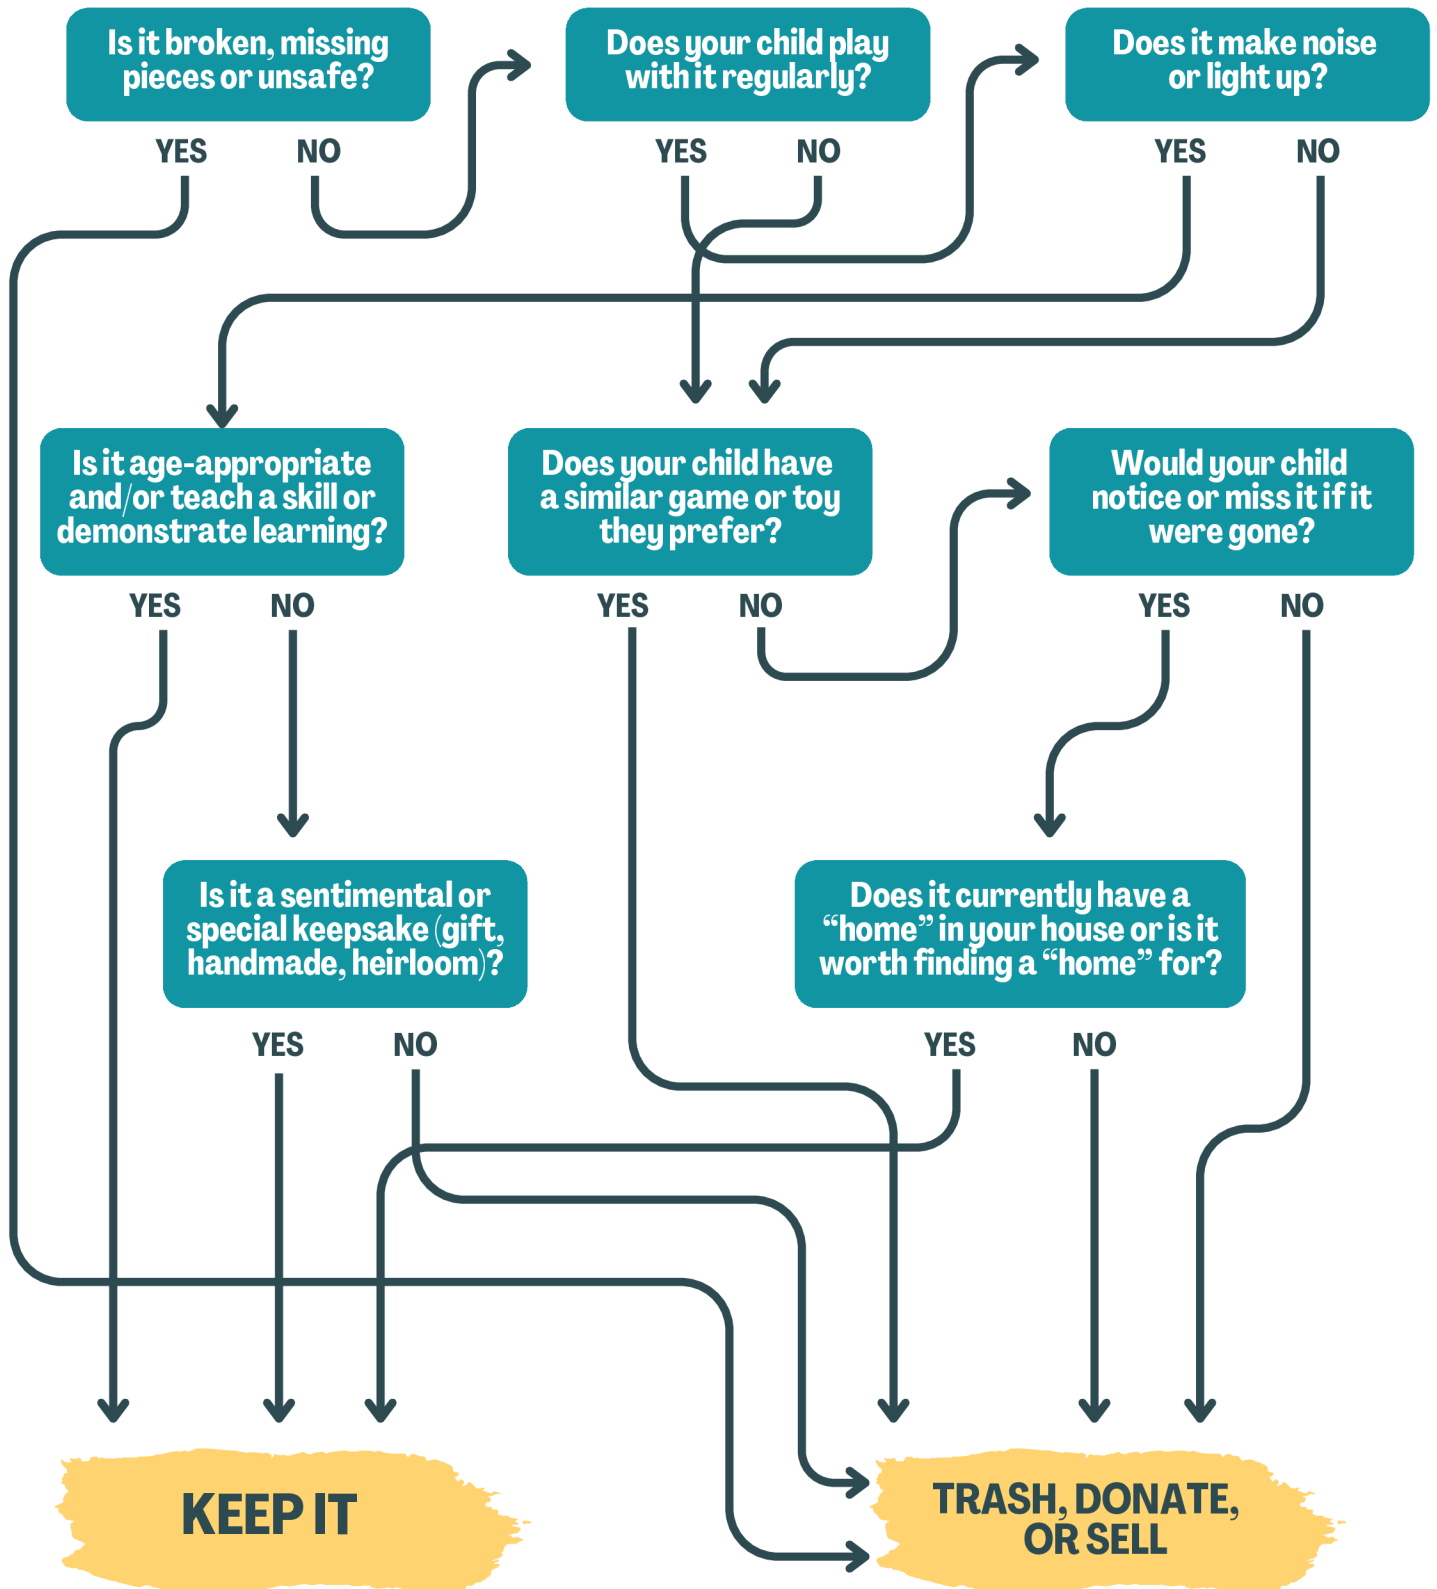 Is it broken, missing
pieces or unsafe?
YES
NO
Does your child play
with it regularly?
YES
NO
Does it make noise
or light up?
YES
NO
Is it age-appropriate
and/or teach a skill or
demonstrate learning?
YES
NO
Does your child have
a similar game or toy
they prefer?
YES
NO
Would your child
notice or miss it if it
were gone?
YES
NO
Is it a sentimental or
special keepsake (gift,
handmade, heirloom)?
YES
NO
Does it currently have a
“home” in your house or is it
worth finding a “home” for?
YES
NO
KEEP IT
TRASH, DONATE,
OR SELL